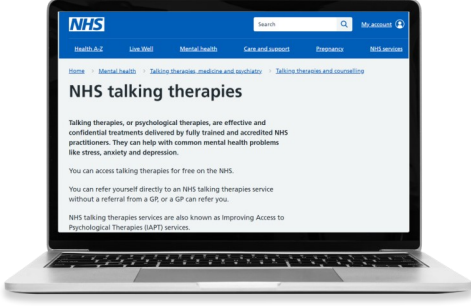 NHS
Search
My account
Health A-Z Live Well Mental health Care and support Pregnancy NHS services
Home > Mental health > Talking therapies, medicine and psychiatry > Talking therapies and counselling
NHS talking therapies
Talking therapies, or psychological therapies, are effective and
confidential treatments delivered by fully trained and accredited NHS
practitioners. They can help with common mental health problems
like stress, anxiety and depression.
You can access talking therapies for free on the NHS.
You can refer yourself directly to an NHS talking therapies service
without a referral from a GP, or a GP can refer you.
NHS talking therapies services are also known as Improving Access to
Psychological Therapies (IAPT) services.